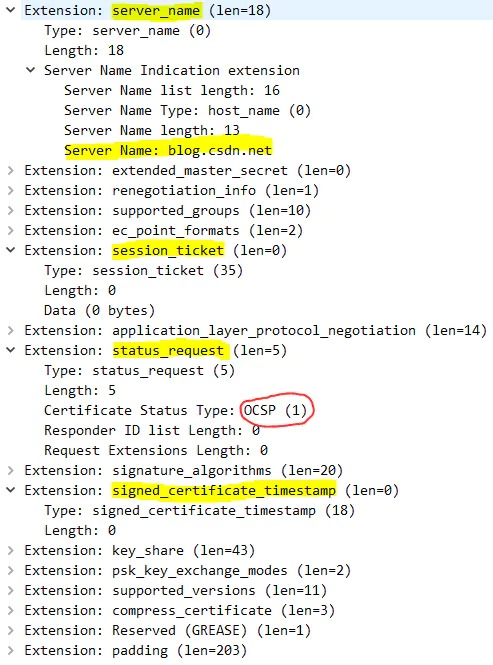 Extension: server_name (len=18)
Type: server_name (0)
Length: 18
Server Name Indication extension
Server Name list length: 16
Server Name Type: host_name (0)
Server Name length: 13
Server Name: blog.csdn.net
Extension: extended_master_secret (len=0)
Extension: renegotiation_info (len=1)
Extension: supported_groups (len=10)
Extension: ec_point_formats (len=2)
Extension: session_ticket (len=0)
Type: session_ticket (35)
Length: 0
Data (0 bytes)
Extension: application_layer_protocol_negotiation (len=14)
Extension: status_request (len=5)
Type: status_request (5)
Length: 5
Certificate Status Type: OCSP (1)
Responder ID list Length: 0
Request Extensions Length: 0
Extension: signature_algorithms (len=20)
Extension: signed_certificate_timestamp (len=0)
Type: signed_certificate_timestamp (18)
Length: 0
Extension: key_share (len=43)
Extension: psk_key_exchange_modes (len=2)
Extension: supported_versions (len=11)
Extension: compress_certificate (len=3)
Extension: Reserved (GREASE) (len=1)
Extension: padding (len=203)